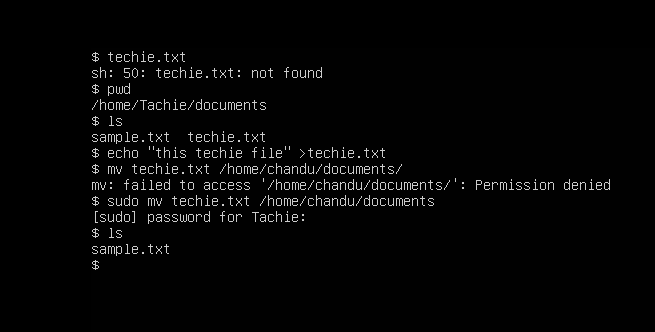 $ techie.txt
sh: 50: techie.txt: not found
$ pwd
/home/Tachie/documents
$ ls
sample.txt  techie.txt
$ echo "this techie file" >techie.txt
$ mv techie.txt /home/chandu/documents/
mv: failed to access '/home/chandu/documents/': Permission denied
$ sudo mv techie.txt /home/chandu/documents
[sudo] password for Tachie:
$ ls
sample.txt
$